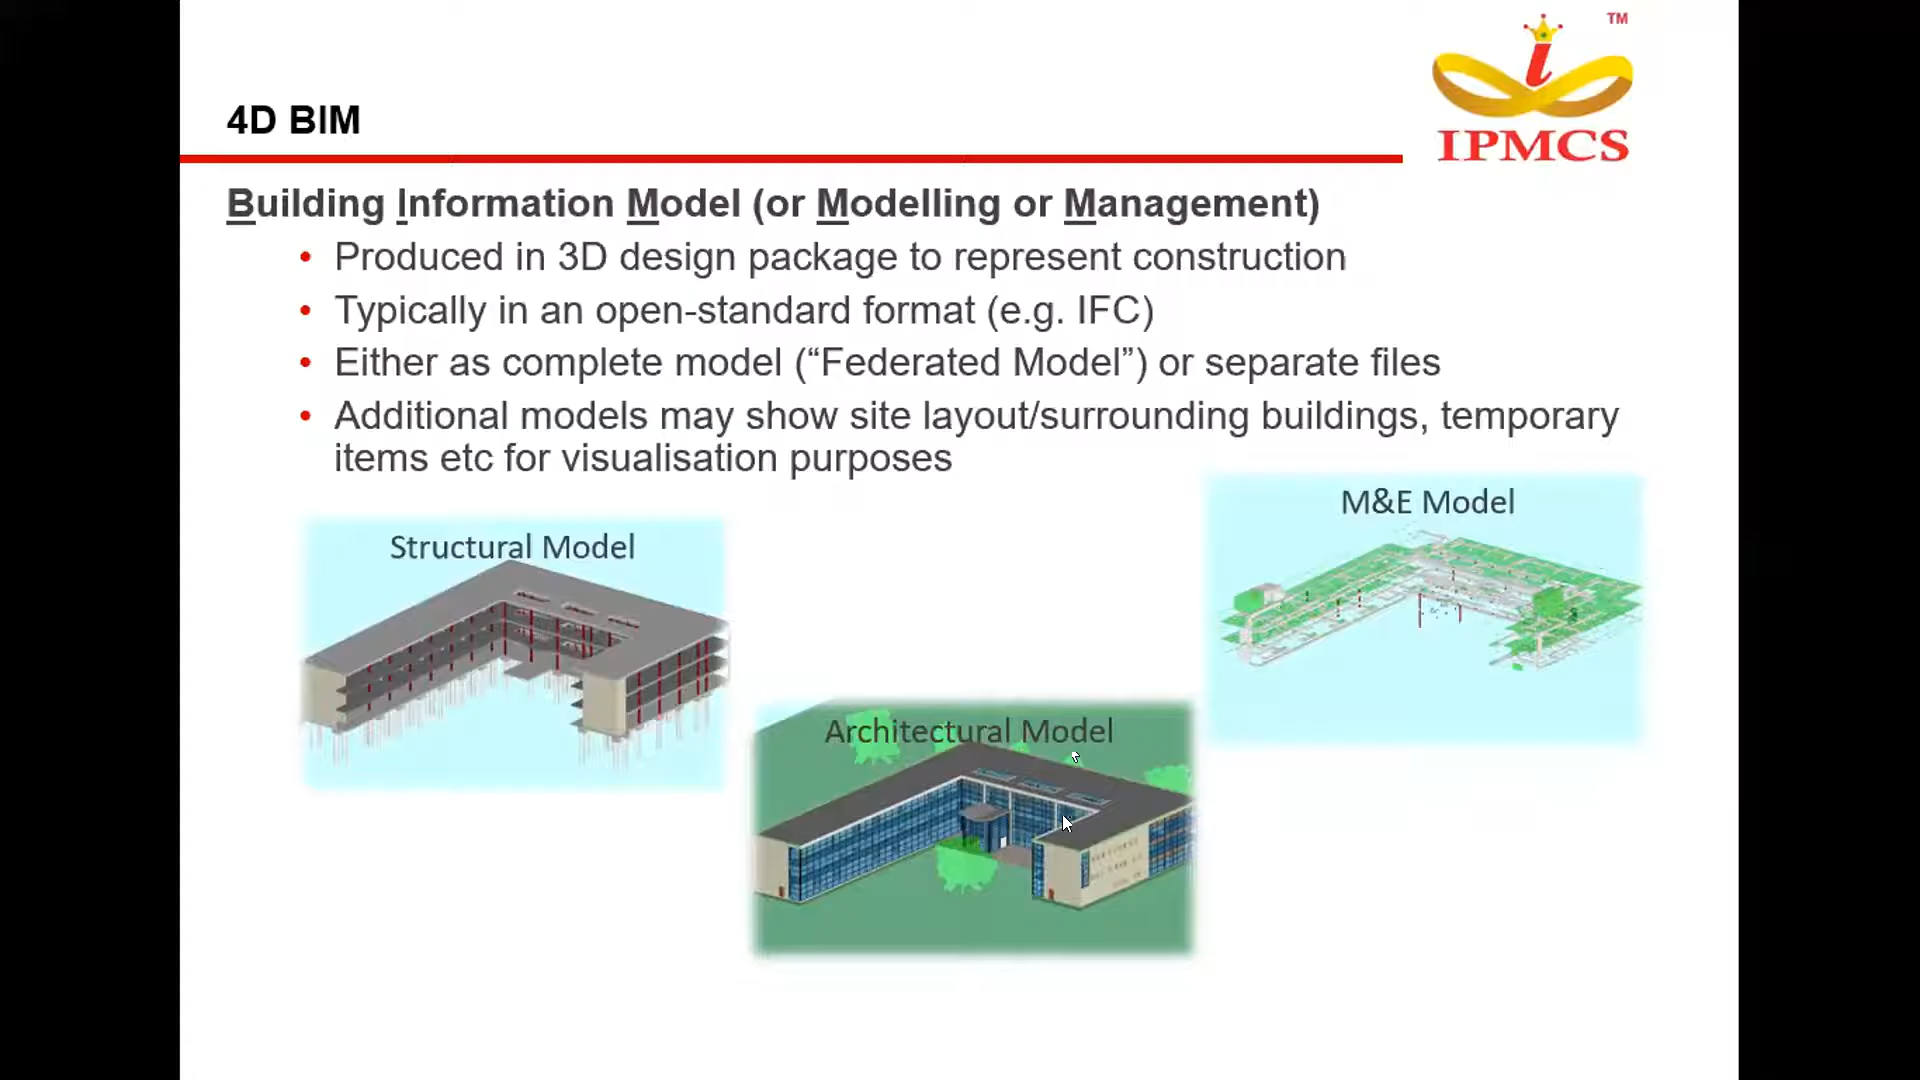 TM
IPMCS
4D BIM
Building Information Model (or Modelling or Management)
• Produced in 3D design package to represent construction
• Typically in an open-standard format (e.g. IFC)
• Either as complete model (“Federated Model”) or separate files
• Additional models may show site layout/surrounding buildings, temporary
items etc for visualisation purposes
Structural Model
M&E Model
Architectural Model